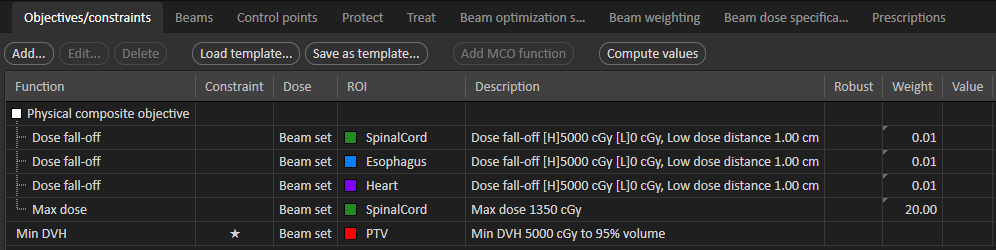 Objectives/constraints Beams Control points Protect Treat Beam optimization s... Beam weighting Beam dose specifica... Prescriptions
Add... Edit... Delete Load template... Save as template... Add MCO function Compute values
Function Constraint Dose ROI Description Robust Weight Value
Physical composite objective
Dose fall-off Beam set SpinalCord Dose fall-off [H]5000 cGy [L]0 cGy, Low dose distance 1.00 cm 0.01
Dose fall-off Beam set Esophagus Dose fall-off [H]5000 cGy [L]0 cGy, Low dose distance 1.00 cm 0.01
Dose fall-off Beam set Heart Dose fall-off [H]5000 cGy [L]0 cGy, Low dose distance 1.00 cm 0.01
Max dose Beam set SpinalCord Max dose 1350 cGy 20.00
Min DVH ★ Beam set PTV Min DVH 5000 cGy to 95% volume